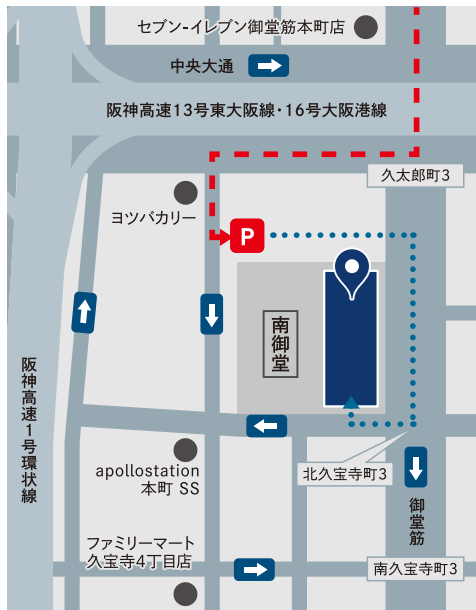 セブン-イレブン御堂筋本町店
中央大通
阪神高速13号東大阪線・16号大阪港線
久太郎町3
ヨツバカリー
P
南御堂
阪神高速1号環状線
apollostation
本町 SS
北久宝寺町3
御堂筋
ファミリーマート
久宝寺4丁目店
南久宝寺町3